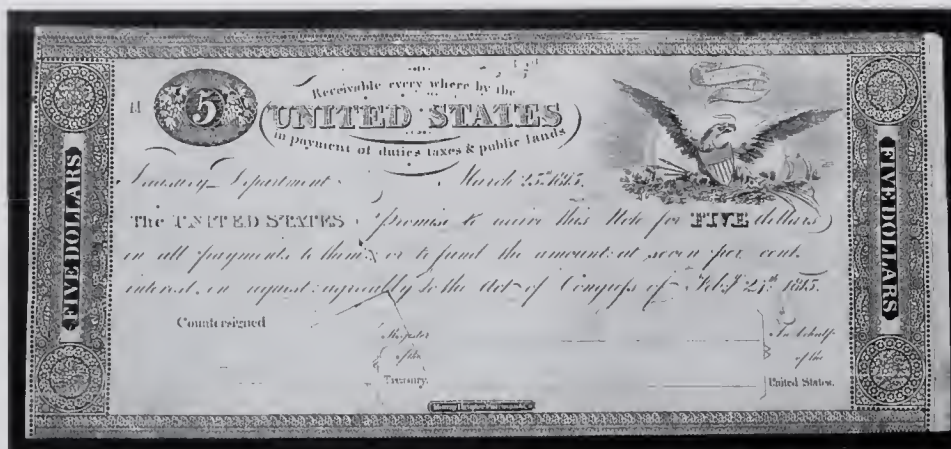 Receivable every where by the
5
UNITED STATES
in payment of duties taxes & public lands
Treasury Department March 25th 1815.
The UNITED STATES promise to receive this Note for FIVE dollars
in all payments to them; or to fund the amount at seven per cent
interest, on request: agreeably to the Act of Congress of Feby 24th 1815.
Countersigned
Register
of the
Treasury.
In behalf
of the
United States.
FIVE DOLLARS
FIVE DOLLARS